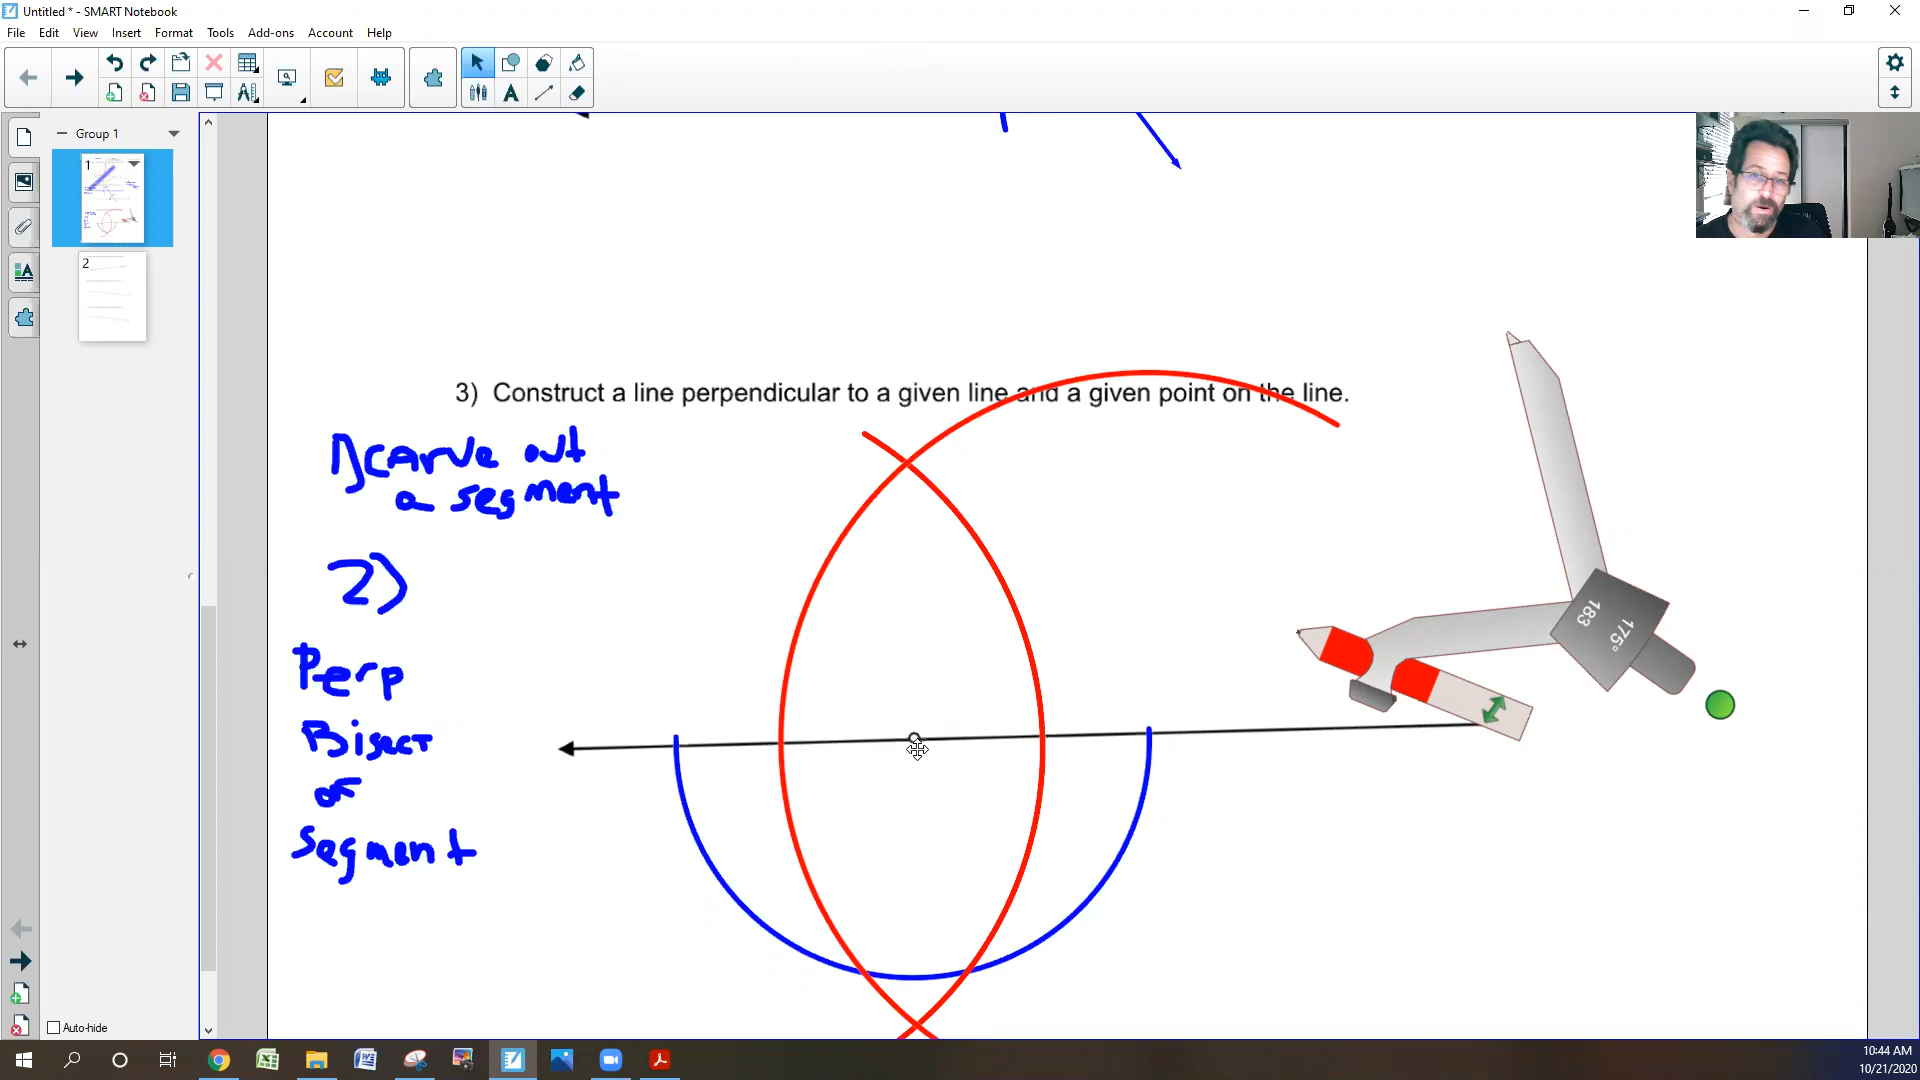 Untitled * - SMART Notebook
File Edit View Insert Format Tools Add-ons Account Help
Group 1
1
2
3) Construct a line perpendicular to a given line and a given point on the line.
1) Carve out
a segment
2)
Perp
Bisect
of
segment
183
175°
Auto-hide
10:44 AM
10/21/2020